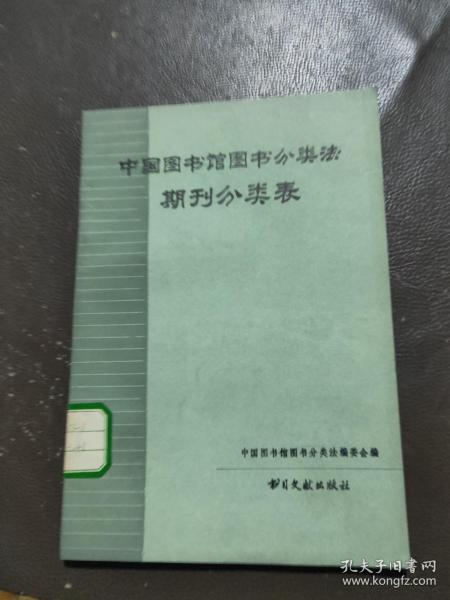 中国图书馆图书分类法
期刊分类表
中国图书馆图书分类法编委会编
书目文献出版社
孔夫子旧书网
www.kongfz.com